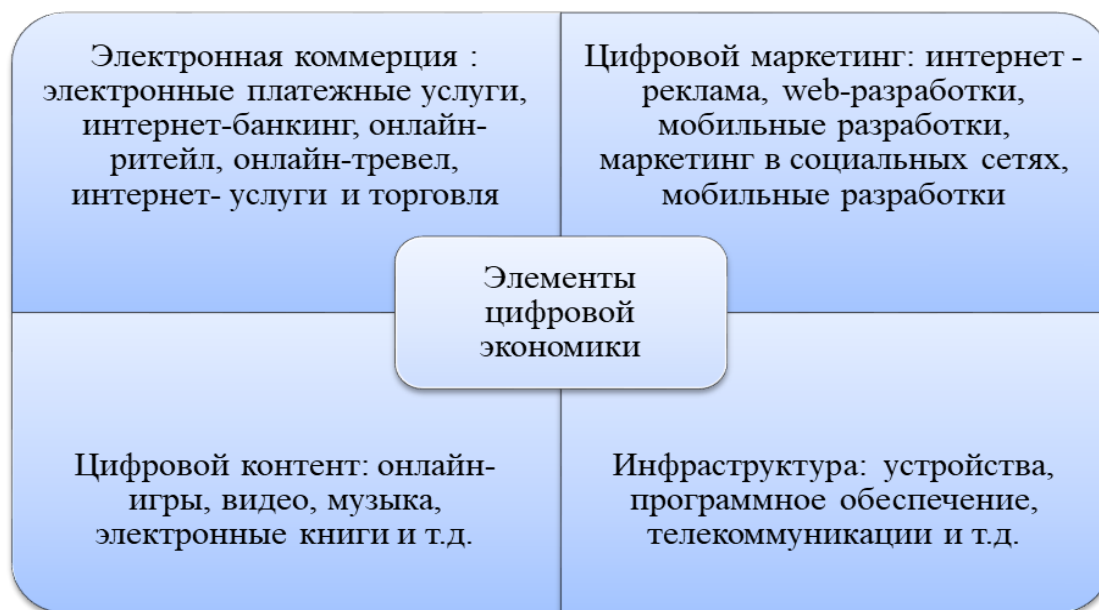 Электронная коммерция :
электронные платежные услуги,
интернет-банкинг, онлайн-
ритейл, онлайн-тревел,
интернет- услуги и торговля
Цифровой маркетинг: интернет -
реклама, web-разработки,
мобильные разработки,
маркетинг в социальных сетях,
мобильные разработки
Элементы
цифровой
экономики
Цифровой контент: онлайн-
игры, видео, музыка,
электронные книги и т.д.
Инфраструктура: устройства,
программное обеспечение,
телекоммуникации и т.д.